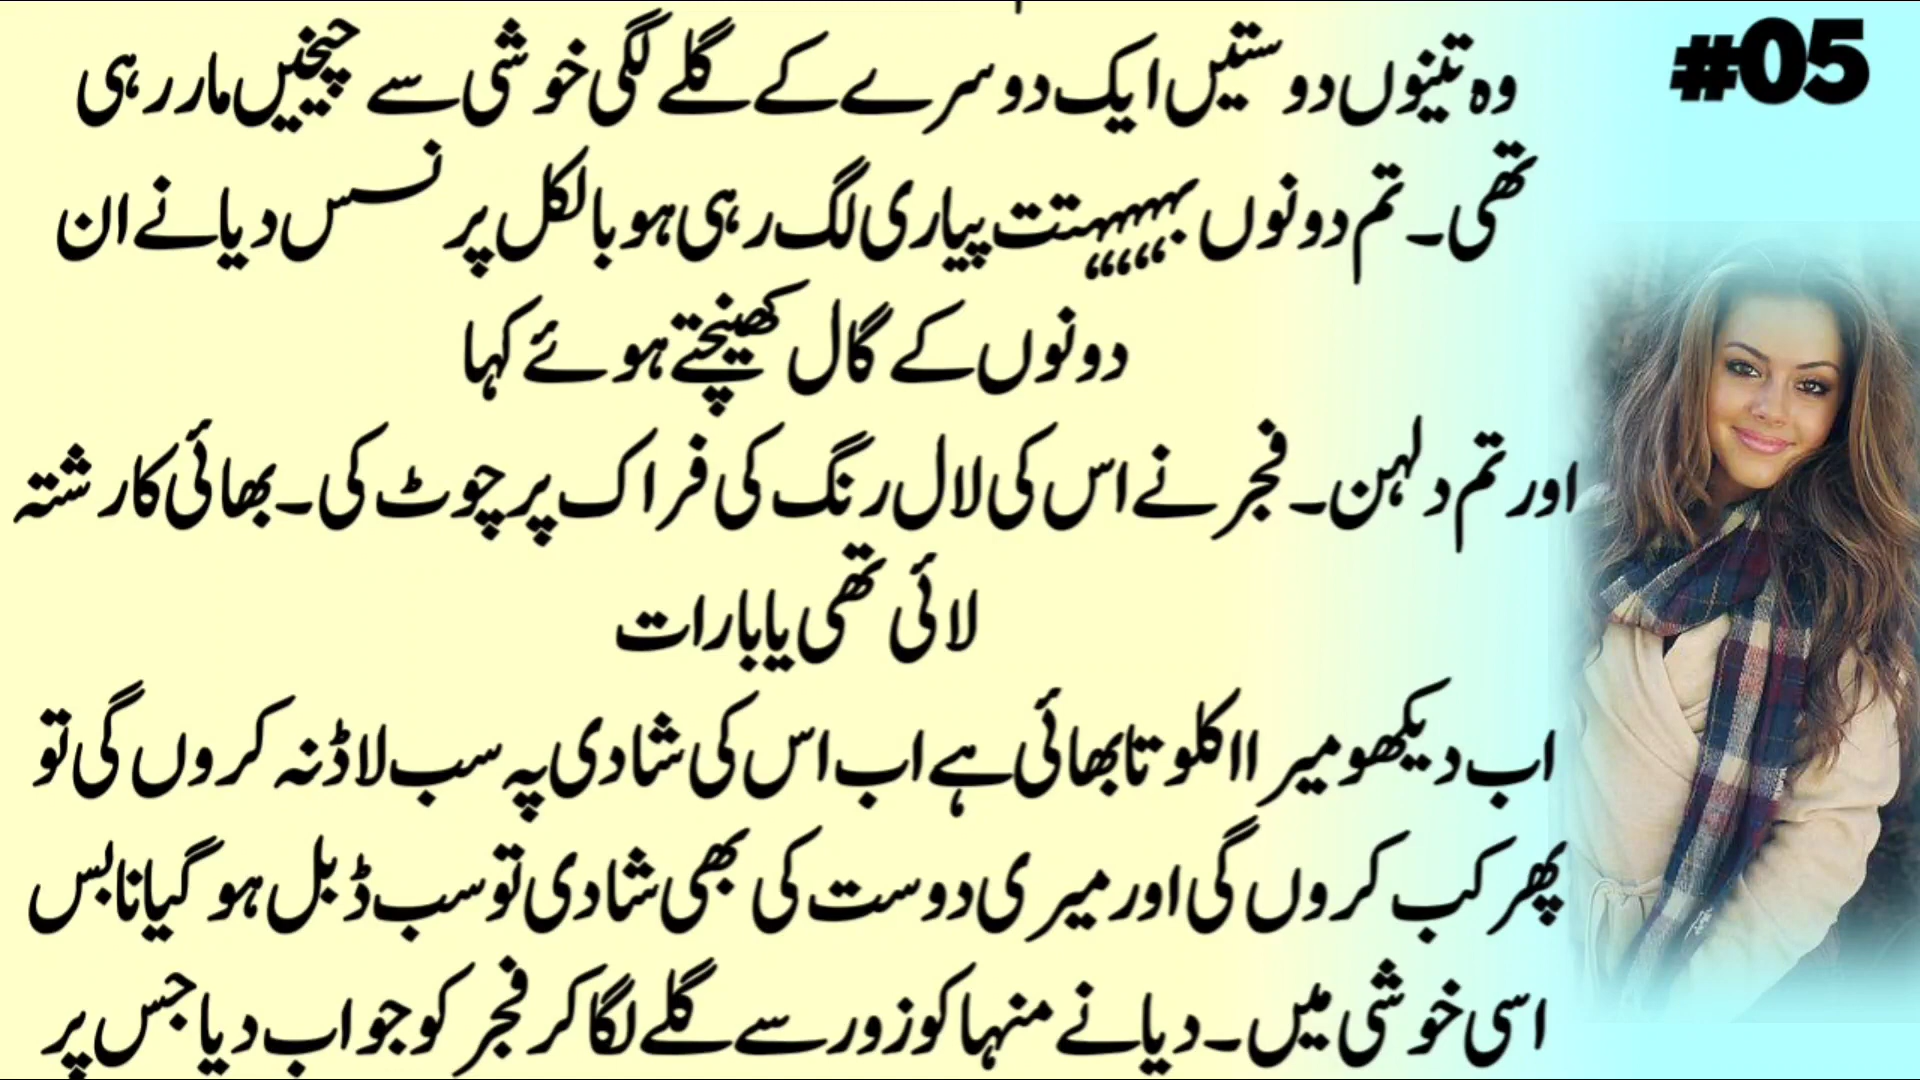 #05
وہ تینوں دوستیں ایک دوسرے کے گلے لگی خوشی سے چیخیں مار رہی
تھی۔ تم دونوں بہہہہہہتت پیاری لگ رہی ہو بالکل پرنسسس دیا نے ان
دونوں کے گال کھینچتے ہوئے کہا
اور تم دلہن۔ فجر نے اس کی لال رنگ کی فراک پر چوٹ کی۔ بھائی کا رشتہ
لائی تھی یا بارات
اب دیکھو میرا اکلوتا بھائی ہے اب اس کی شادی پہ سب لاڈ نہ کروں گی تو
پھر کب کروں گی اور میری دوست کی بھی شادی تو سب ڈبل ہو گیا نا بس
اسی خوشی میں۔ دیا نے منہا کو زور سے گلے لگا کر فجر کو جواب دیا جس پر